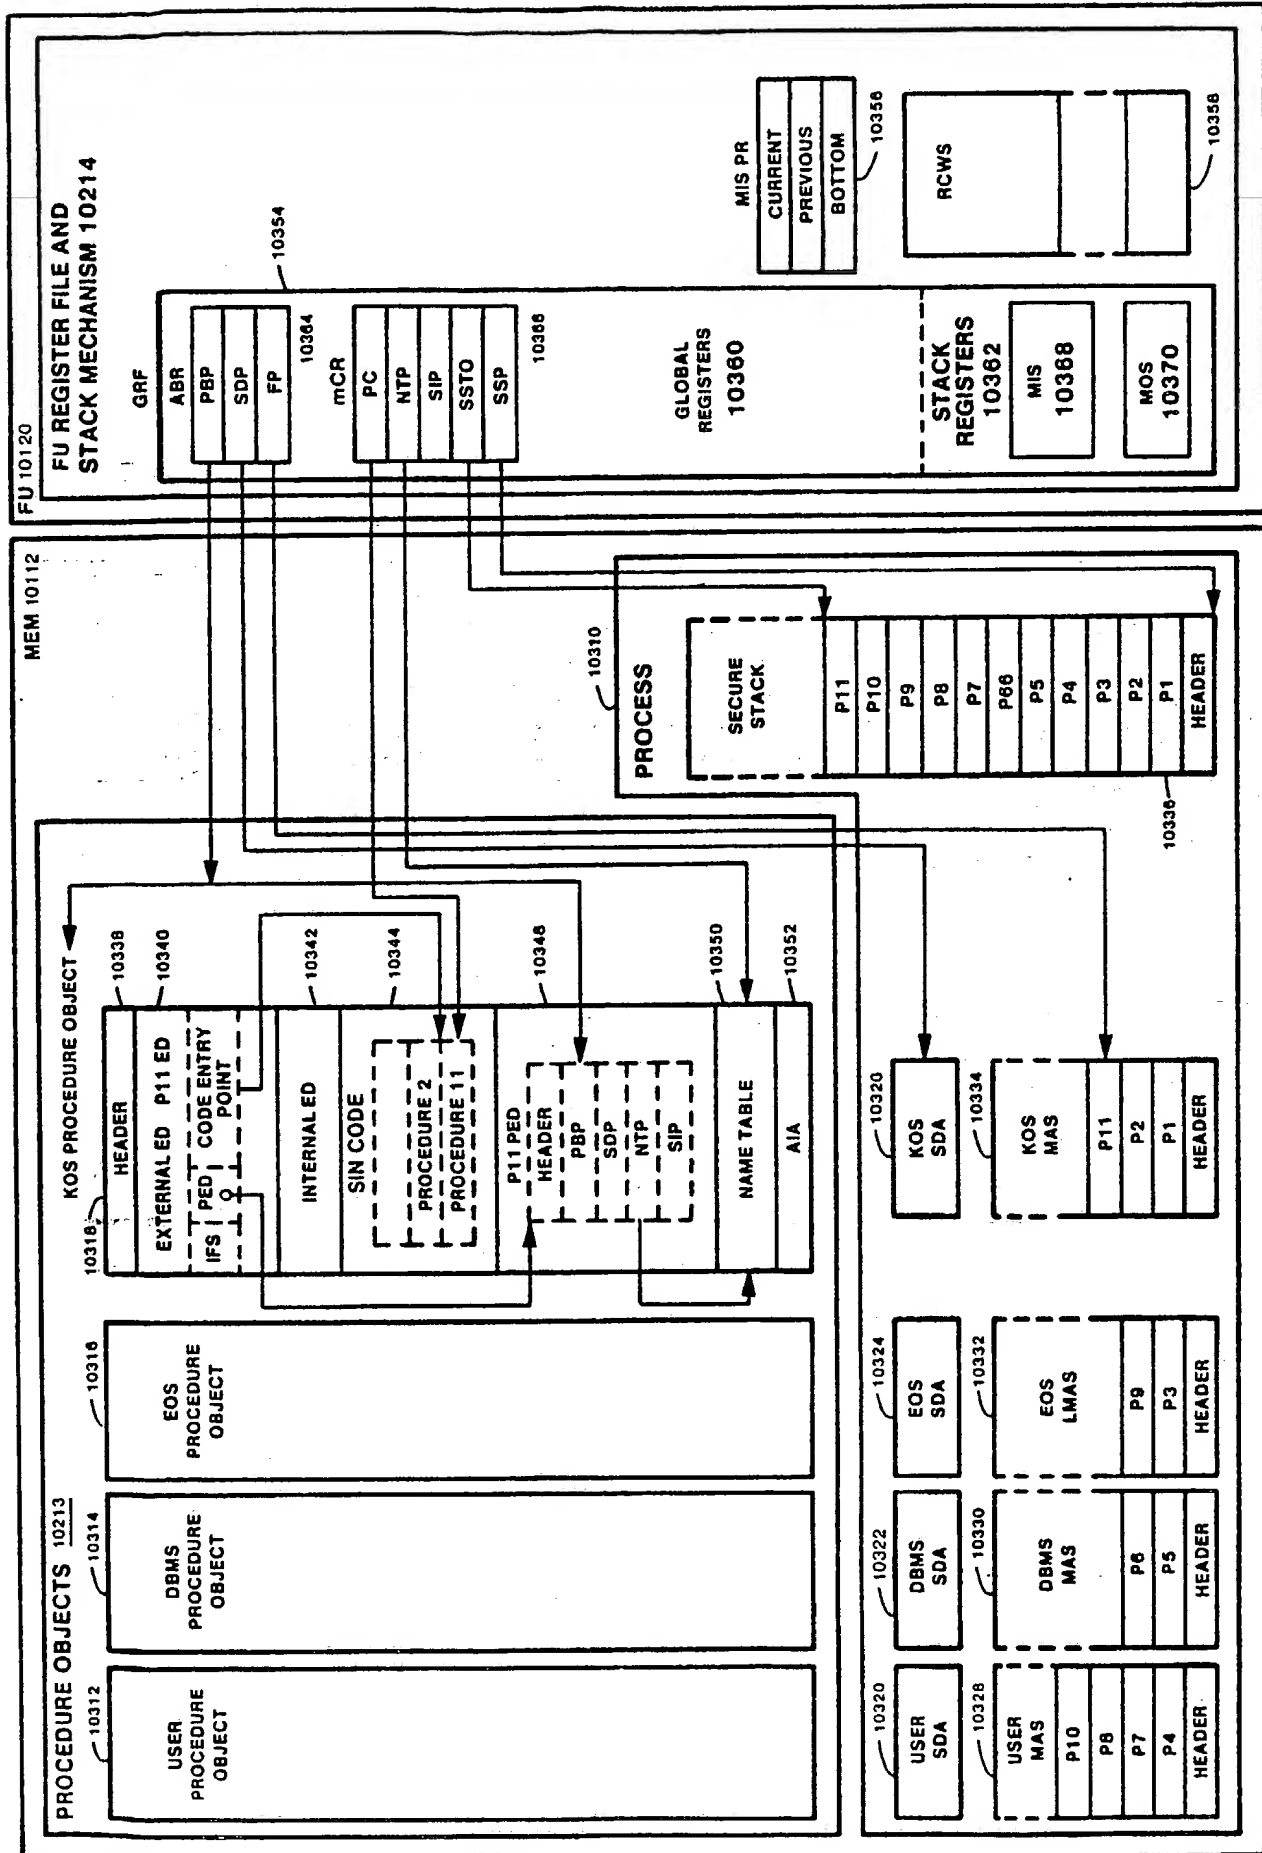 PROCEDURE OBJECTS 10213
10312
USER
PROCEDURE
OBJECT
10314
DBMS
PROCEDURE
OBJECT
10316
EOS
PROCEDURE
OBJECT
KOS PROCEDURE OBJECT
10318
HEADER
10338
EXTERNAL ED P11 ED
10340
IFS
PED
O
CODE ENTRY
POINT
INTERNAL ED
10342
SIN CODE
10344
PROCEDURE 2
PROCEDURE 11
P11 PED
HEADER
PBP
SDP
NTP
SIP
10348
NAME TABLE
10350
AIA
10352
MEM 10112
10310
PROCESS
10320
USER
SDA
10322
DBMS
SDA
10324
EOS
SDA
10320
KOS
SDA
10328
USER
MAS
P10
P8
P7
P4
HEADER
10330
DBMS
MAS
P6
P5
HEADER
10332
EOS
LMAS
P9
P3
HEADER
10334
KOS
MAS
P11
P2
P1
HEADER
SECURE
STACK
P11
P10
P9
P8
P7
P66
P5
P4
P3
P2
P1
HEADER
10336
FU 10120
FU REGISTER FILE AND
STACK MECHANISM 10214
GRF
10354
ABR
PBP
SDP
FP
10364
mCR
PC
NTP
SIP
SSTO
SSP
10366
GLOBAL
REGISTERS
10360
STACK
REGISTERS
10362
MIS
10368
MOS
10370
MIS PR
CURRENT
PREVIOUS
BOTTOM
10356
RCWS
10358